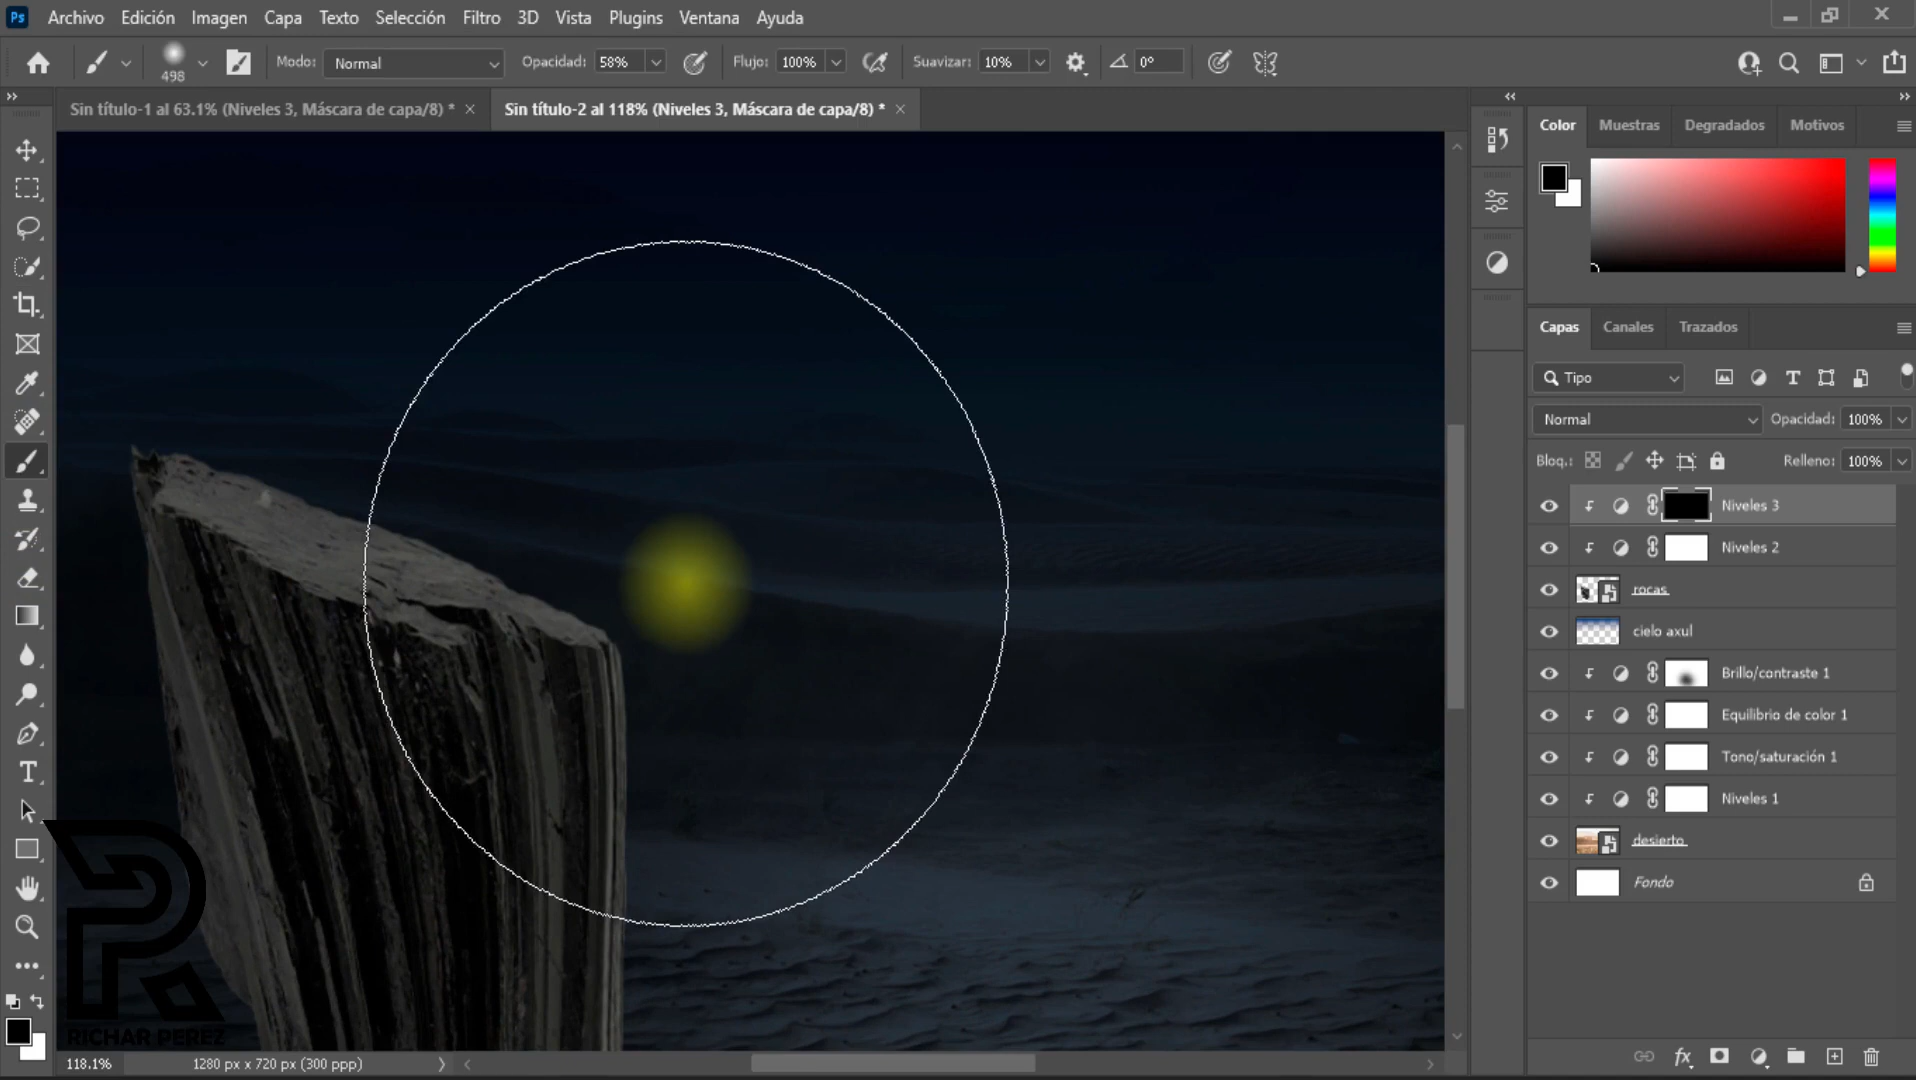 Ps Archivo Edición Imagen Capa Texto Selección Filtro 3D Vista Plugins Ventana Ayuda
498 Modo: Normal Opacidad: 58% Flujo: 100% Suavizar: 10% 0°
Sin título-1 al 63.1% (Niveles 3, Máscara de capa/8) * × Sin título-2 al 118% (Niveles 3, Máscara de capa/8) * ×
Color Muestras Degradados Motivos
Capas Canales Trazados
Tipo
Normal Opacidad: 100%
Bloq.: Relleno: 100%
Niveles 3
Niveles 2
rocas
cielo axul
Brillo/contraste 1
Equilibrio de color 1
Tono/saturación 1
Niveles 1
desierto
Fondo
RICHAR PEREZ
118.1% 1280 px x 720 px (300 ppp)